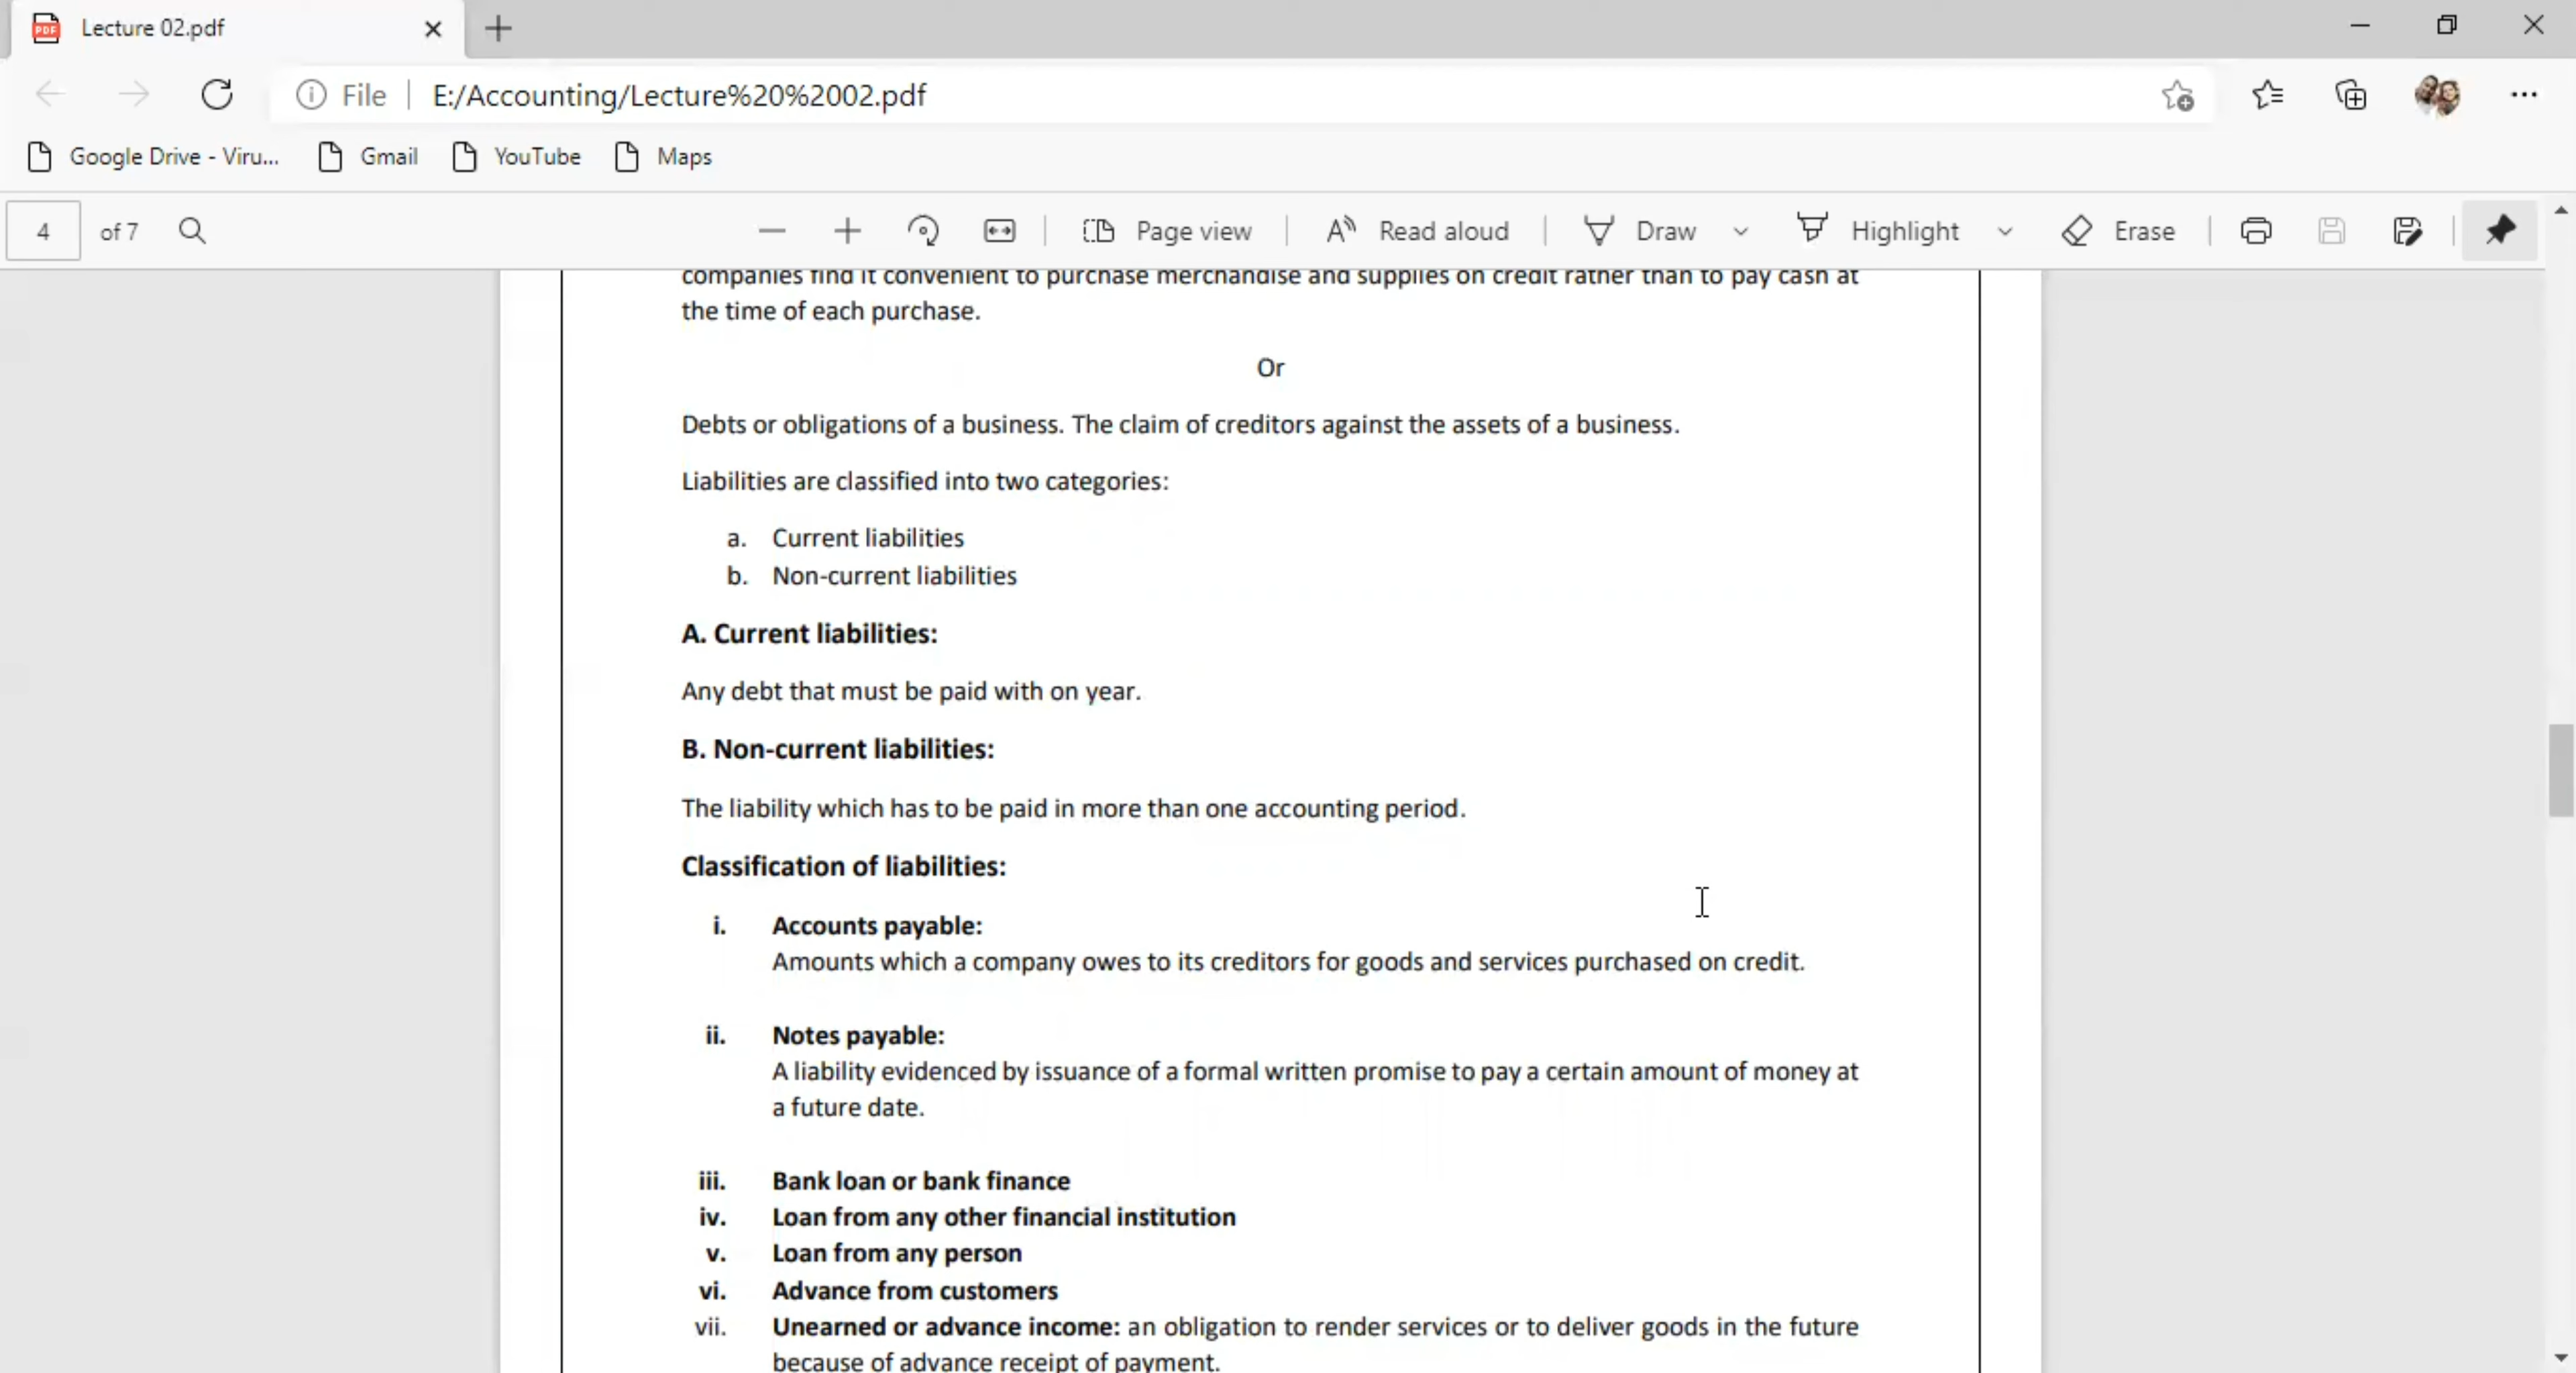 Lecture 02.pdf
File
E:/Accounting/Lecture%20%2002.pdf
Google Drive - Viru...
Gmail
YouTube
Maps
4 of 7
Page view
Read aloud
Draw
Highlight
Erase
companies find it convenient to purchase merchandise and supplies on credit rather than to pay cash at
the time of each purchase.
Or
Debts or obligations of a business. The claim of creditors against the assets of a business.
Liabilities are classified into two categories:
a. Current liabilities
b. Non-current liabilities
A. Current liabilities:
Any debt that must be paid with on year.
B. Non-current liabilities:
The liability which has to be paid in more than one accounting period.
Classification of liabilities:
i. Accounts payable:
Amounts which a company owes to its creditors for goods and services purchased on credit.
ii. Notes payable:
A liability evidenced by issuance of a formal written promise to pay a certain amount of money at
a future date.
iii. Bank loan or bank finance
iv. Loan from any other financial institution
v. Loan from any person
vi. Advance from customers
vii. Unearned or advance income: an obligation to render services or to deliver goods in the future
because of advance receipt of payment.